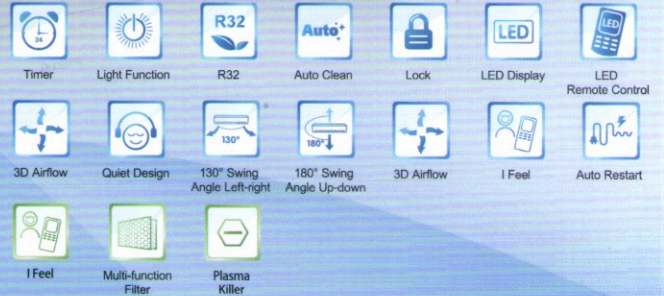 24
R32
Auto
LED
LED
Timer
Light Function
R32
Auto Clean
Lock
LED Display
LED
Remote Control
130°
180°
3D Airflow
Quiet Design
130° Swing
Angle Left-right
180° Swing
Angle Up-down
3D Airflow
I Feel
Auto Restart
I Feel
Multi-function
Filter
Plasma
Killer